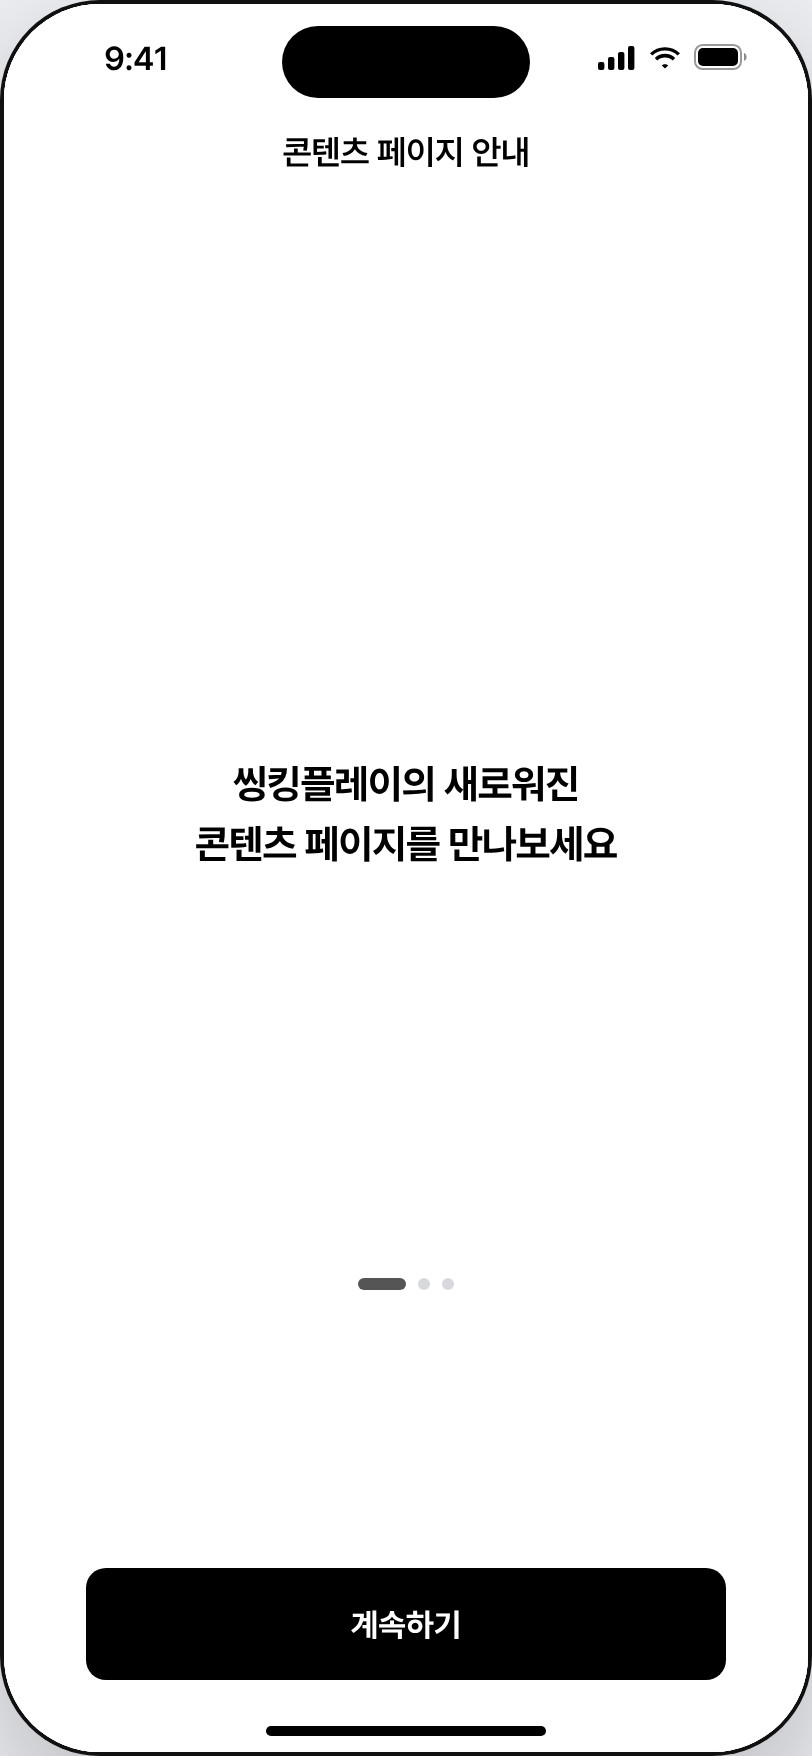 9:41
콘텐츠 페이지 안내
씽킹플레이의 새로워진
콘텐츠 페이지를 만나보세요
계속하기